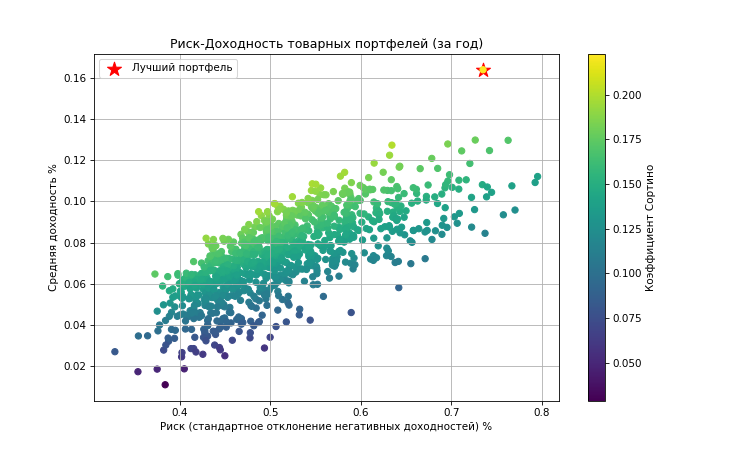 Риск-Доходность товарных портфелей (за год)
Лучший портфель
Средняя доходность %
0.16
0.14
0.12
0.10
0.08
0.06
0.04
0.02
0.4 0.5 0.6 0.7 0.8
Риск (стандартное отклонение негативных доходностей) %
0.200
0.175
0.150
0.125
0.100
0.075
0.050
Коэффициент Сортино